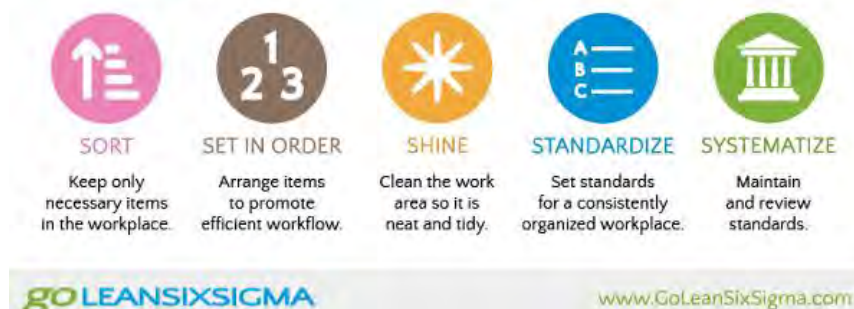 1
2 3
A
B
C
SORT
SET IN ORDER
SHINE
STANDARDIZE
SYSTEMATIZE
Keep only
necessary items
in the workplace.
Arrange items
to promote
efficient workflow.
Clean the work
area so it is
neat and tidy.
Set standards
for a consistently
organized workplace.
Maintain
and review
standards.
go LEANSIXSIGMA
www.GoLeanSixSigma.com